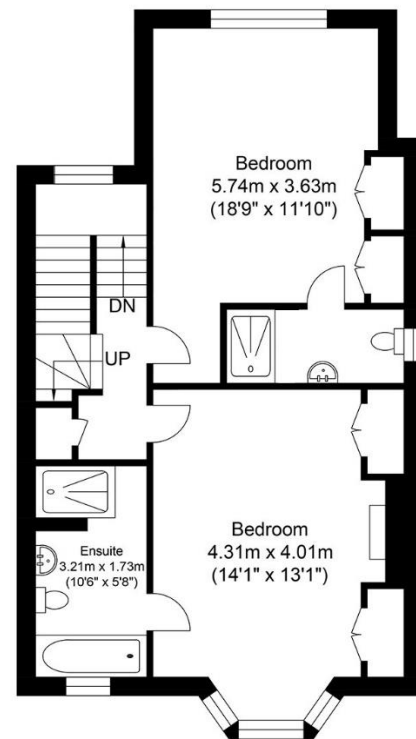 Bedroom
5.74m x 3.63m
(18'9" x 11'10")
DN
UP
Ensuite
3.21m x 1.73m
(10'6" x 5'8")
Bedroom
4.31m x 4.01m
(14'1" x 13'1")